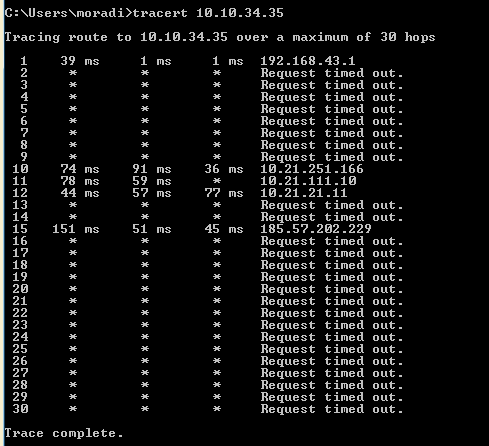 C:\Users\moradi>tracert 10.10.34.35
Tracing route to 10.10.34.35 over a maximum of 30 hops
1 39 ms 1 ms 1 ms 192.168.43.1
2 * * * Request timed out.
3 * * * Request timed out.
4 * * * Request timed out.
5 * * * Request timed out.
6 * * * Request timed out.
7 * * * Request timed out.
8 * * * Request timed out.
9 * * * Request timed out.
10 74 ms 91 ms 36 ms 10.21.251.166
11 78 ms 59 ms * 10.21.111.10
12 44 ms 57 ms 77 ms 10.21.21.11
13 * * * Request timed out.
14 * * * Request timed out.
15 151 ms 51 ms 45 ms 185.57.202.229
16 * * * Request timed out.
17 * * * Request timed out.
18 * * * Request timed out.
19 * * * Request timed out.
20 * * * Request timed out.
21 * * * Request timed out.
22 * * * Request timed out.
23 * * * Request timed out.
24 * * * Request timed out.
25 * * * Request timed out.
26 * * * Request timed out.
27 * * * Request timed out.
28 * * * Request timed out.
29 * * * Request timed out.
30 * * * Request timed out.
Trace complete.